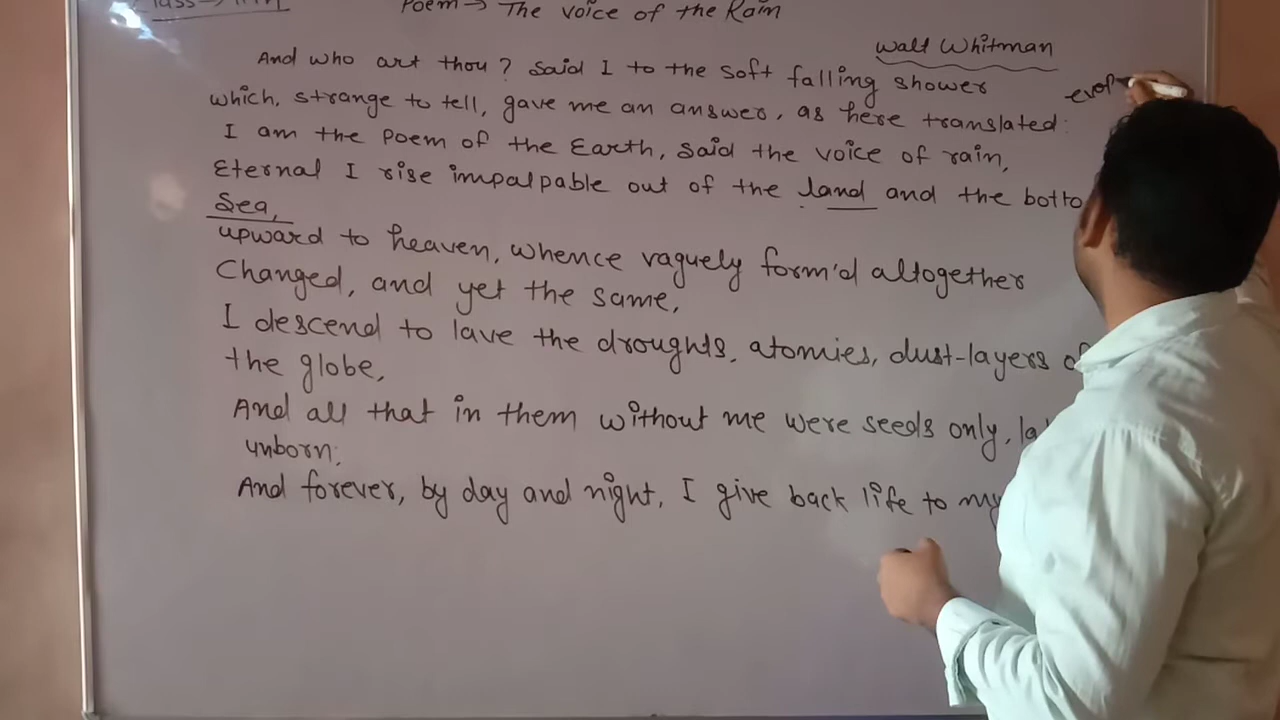 Poem → The voice of the Rain
Walt Whitman
And who art thou? Said I to the soft falling shower
which, strange to tell, gave me an answer, as here translated:
I am the Poem of the Earth, said the voice of rain,
Eternal I rise impalpable out of the land and the botto
Sea,
upward to heaven, whence vaguely form'd altogether
Changed, and yet the same,
I descend to lave the droughts, atomies, dust-layers of
the globe,
And all that in them without me were seeds only, la
unborn;
And forever, by day and night, I give back life to my